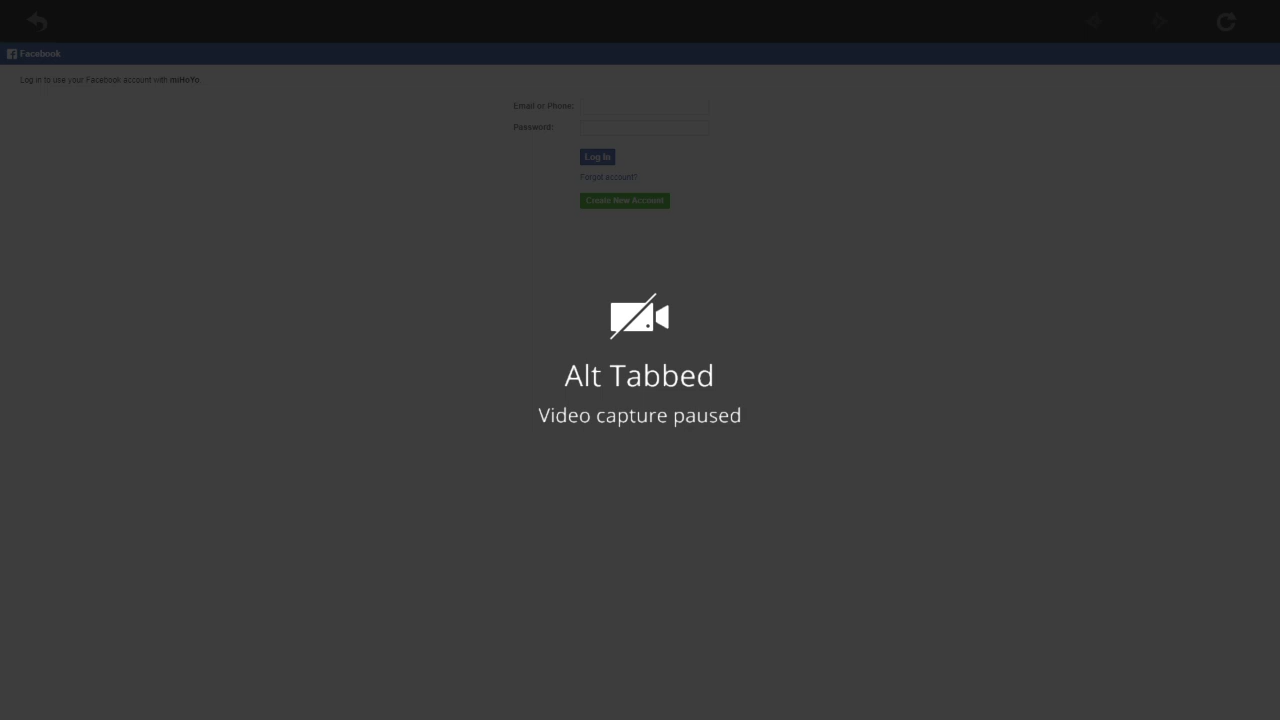 Facebook
Log in to use your Facebook account with miHoYo.
Email or Phone:
Password:
Log In
Forgot account?
Create New Account
Alt Tabbed
Video capture paused